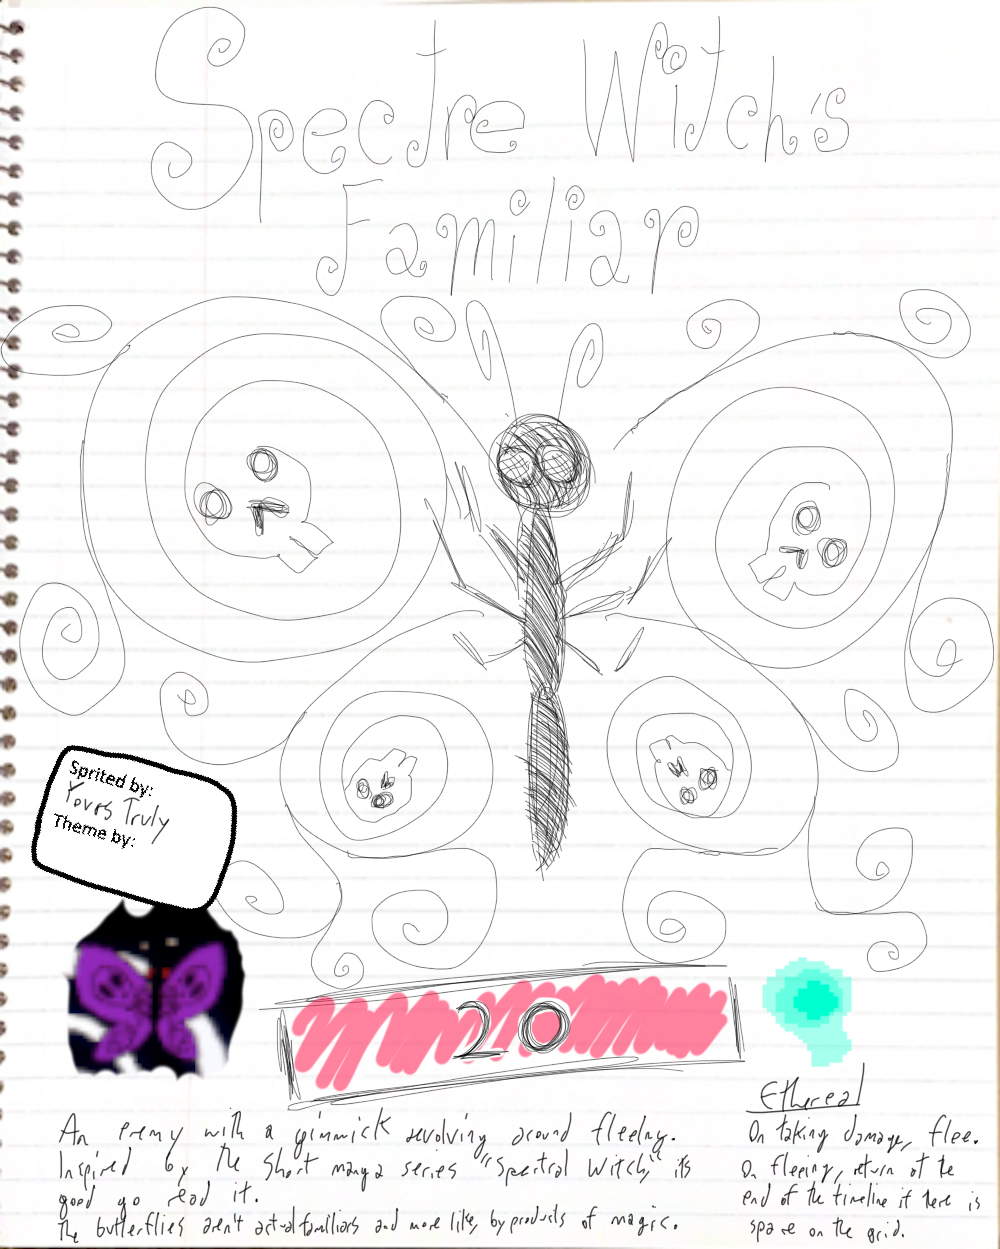 Spectre Witch's
Familiar
Sprited by:
Yours Truly
Theme by:
20
Ethereal
On taking damage, flee.
On fleeing, return at the
end of the timeline if there is
space on the grid.
An enemy with a gimmick revolving around fleeing.
Inspired by the short manga series "Spectral Witch," its
good go read it.
The butterflies aren't actual familiars and more like byproducts of magic.